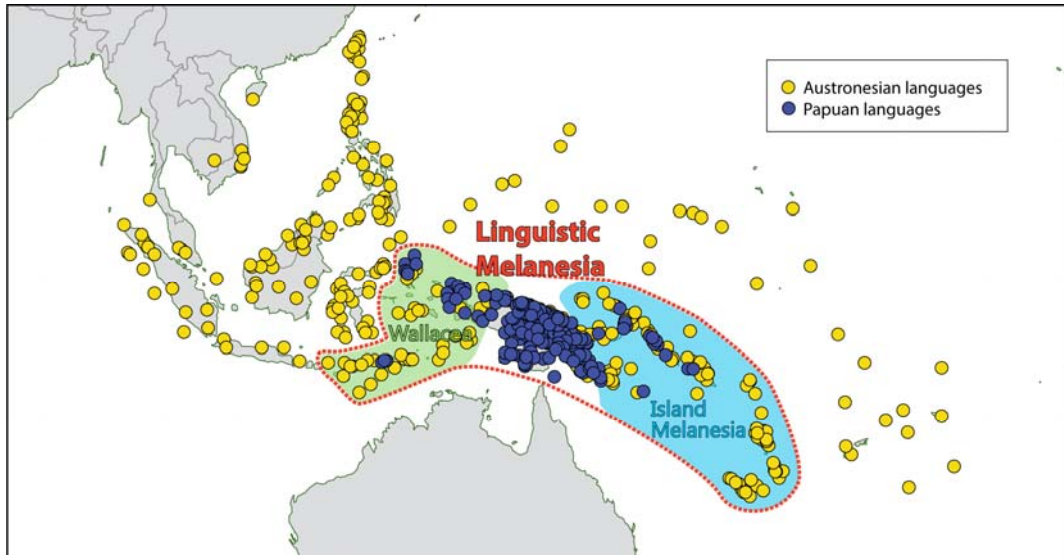 Austronesian languages
Papuan languages
Linguistic
Melanesia
Wallacea
Island
Melanesia